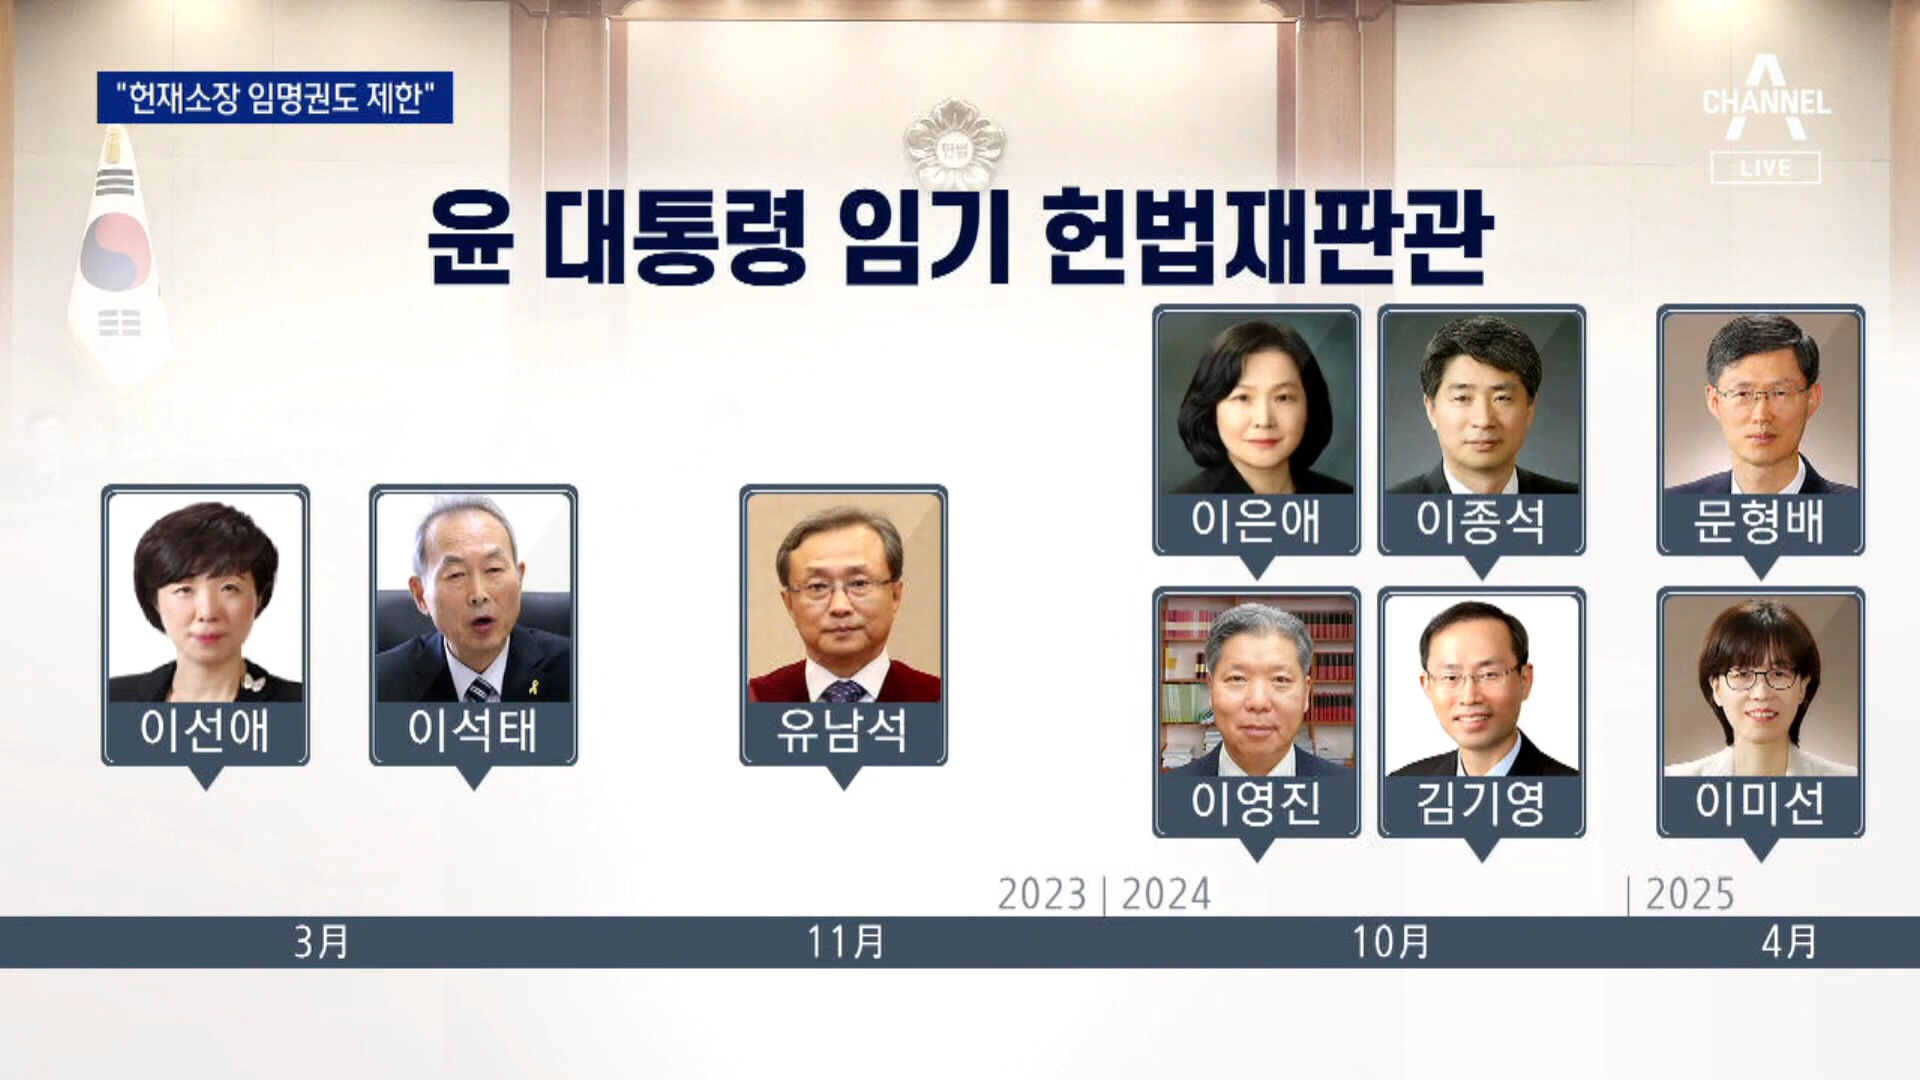 "헌재소장 임명권도 제한"
CHANNEL A
LIVE
헌법
윤 대통령 임기 헌법재판관
이은애
이종석
문형배
이선애
이석태
유남석
이영진
김기영
이미선
2023 | 2024
| 2025
3月
11月
10月
4月